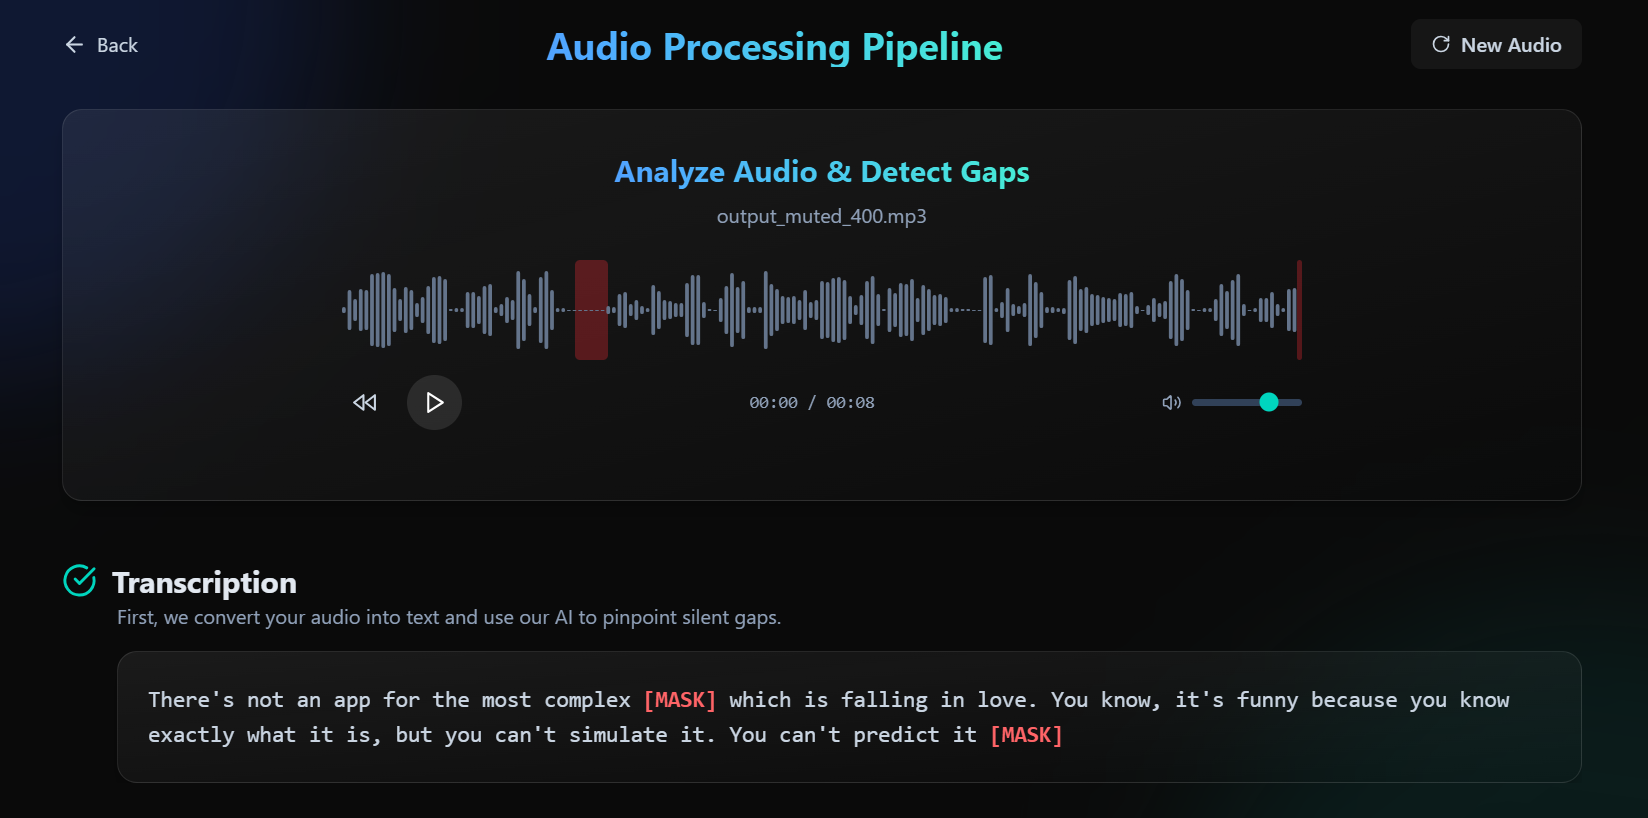 Back
Audio Processing Pipeline
New Audio
Analyze Audio & Detect Gaps
output_muted_400.mp3
00:00 / 00:08
Transcription
First, we convert your audio into text and use our AI to pinpoint silent gaps.
There's not an app for the most complex [MASK] which is falling in love. You know, it's funny because you know
exactly what it is, but you can't simulate it. You can't predict it [MASK]